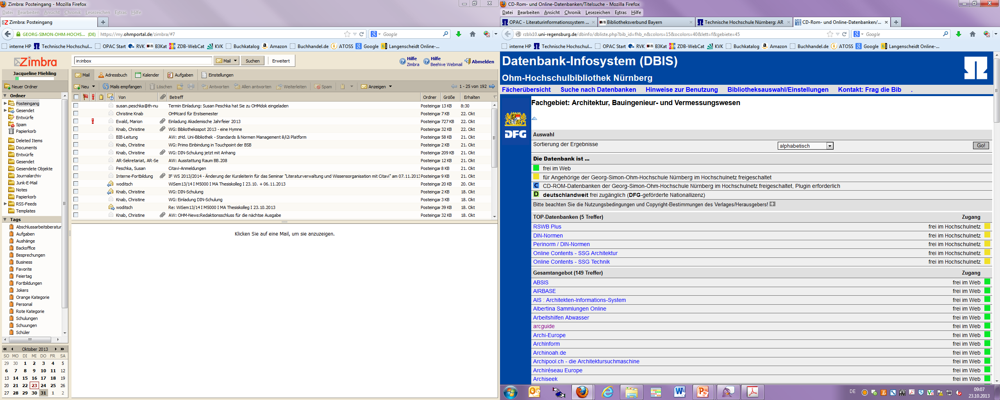 Zimbra: Posteingang - Mozilla Firefox
Datei Bearbeiten Ansicht Chronik Lesezeichen Extras Hilfe
Zimbra: Posteingang
GEORG-SIMON-OHM-HOCHS... (DE) https://my.ohmportal.de/zimbra/#7
Google
interne HP Technische Hochschul... OPAC Start RVK B3Kat ZDB-WebCat KVK Buchkatalog Amazon Buchhandel.de ATOSS Google Langenscheidt Online-...
Zimbra
in:inbox Mail Suchen Erweitert
Hilfe Zimbra
Hilfe Beehive Webmail
Abmelden
Jacqueline Miehling
Mail Adressbuch Kalender Aufgaben Einstellungen
Neuer Ordner
Neu Mails empfangen Löschen Antworten Allen antworten Weiterleiten Spam Anzeigen 1 - 25 von 192
Ordner
Posteingang
Gesendet
Entwürfe
Spam
Papierkorb
Deleted Items
Documents
Entwürfe
Gesendet
Gesendete Objekte
Journalarchiv
Junk-E-Mail
Notes
Papierkorb
RSS-Feeds
Templates
Tags
Abschlussarbeitsberatur
Aufgaben
Aushänge
Backoffice
Besprechungen
Business
Favorite
Feiertag
Fortbildungen
Jokers
Orange Kategorie
Personal
Rote Kategorie
Schulungen
Schuungen
Schüler
Oktober 2013
SO MO DI MI DO FR SA
29 30 1 2 3 4 5
6 7 8 9 10 11 12
13 14 15 16 17 18 19
20 21 22 23 24 25 26
27 28 29 30 31 1 2
Von Betreff Ordner Größe Erhalten
susan.peschka@th-nu Termin Einladung: Susan Peschka hat Sie zu OHMdok eingeladen Posteingar 13 KB 8:30
Christine Knab OHMcard für Erstsemester Posteingar 7 KB 22. Okt
Ewald, Marion Einladung Akademische Jahrfeier 2013 Posteingar 727 KB 22. Okt
Knab, Christine WG: Bibliotheksspot 2013 - eine Hymne Posteingar 32 KB 22. Okt
BIB-Leitung AW: zHd. Uni-Bibliothek - Standards & Normen Management ili/i2i Platform Posteingar 58 KB 21. Okt
Knab, Christine WG: Primo Einbindung in Touchpoint der BSB Posteingar 2 KB 21. Okt
Knab, Christine WG: DIN-Schulung jetzt mit Anhang Posteingar 209 KB 21. Okt
AR-Sekretariat, AR-Se AW: Ausstattung Raum BB.208 Posteingar 12 KB 21. Okt
Peschka, Susan Citavi-Anmeldungen Posteingar 8 KB 21. Okt
Interne-Fortbildung IF WS 2013/2014 - Änderung der Kursleiterin für das Seminar "Literaturverwaltung und Wissensorganisation mit Citavi" am 07.11.2013 Posteingar 9 KB 21. Okt
woditsch WiSem13/14 I M5000 I MA Thesiskolleg I 23.10. + 06.11.2013 Posteingar 20 KB 20. Okt
Knab, Christine WG: DIN-Schulung Posteingar 2 KB 18. Okt
Knab, Christine WG: Einladung DIN-Schulung Posteingar 3 KB 18. Okt
woditsch Re: WiSem13/14 I M5000 I MA Thesiskolleg I 23.10.2013 Posteingar 39 KB 18. Okt
Knab, Christine AW: OHM-News:Redaktionsschluss für die nächtse Ausgabe Posteingar 32 KB 18. Okt
Klicken Sie auf eine Mail, um sie anzuzeigen.
CD-Rom- und Online-Datenbanken/Titelsuche - Mozilla Firefox
Datei Bearbeiten Ansicht Chronik Lesezeichen Extras Hilfe
OPAC - Literaturinformationssystem ... Bibliotheksverbund Bayern Technische Hochschule Nürnberg: AR CD-Rom- und Online-Datenbanken/...
rzblx10.uni-regensburg.de/dbinfo/dbliste.php?bib_id=fhb_n&colors=15&ocolors=40&lett=f&gebiete=45
Google
interne HP Technische Hochschul... OPAC Start RVK B3Kat ZDB-WebCat KVK Buchkatalog Amazon Buchhandel.de ATOSS Google Langenscheidt Online-...
Datenbank-Infosystem (DBIS)
Ohm-Hochschulbibliothek Nürnberg
Fächerübersicht Suche nach Datenbanken Hinweise zur Benutzung Bibliotheksauswahl/Einstellungen Kontakt: Frag die Bib .
DFG
Fachgebiet: Architektur, Bauingenieur- und Vermessungswesen
Auswahl
Sortierung der Ergebnisse alphabetisch Go!
Die Datenbank ist ...
frei im Web
für Angehörige der Georg-Simon-Ohm-Hochschule Nürnberg im Hochschulnetz freigeschaltet
C CD-ROM-Datenbanken der Georg-Simon-Ohm-Hochschule Nürnberg im Hochschulnetz freigeschaltet, Plugin erforderlich
D deutschlandweit frei zugänglich (DFG-geförderte Nationallizenz)
Bitte beachten Sie die Nutzungsbedingungen und Copyright-Bestimmungen des Verlages/Herausgebers!
TOP-Datenbanken (5 Treffer) Zugang
RSWB Plus frei im Hochschulnetz
DIN-Normen frei im Hochschulnetz
Perinorm / DIN-Normen frei im Hochschulnetz
Online Contents - SSG Architektur frei im Hochschulnetz
Online Contents - SSG Technik frei im Hochschulnetz
Gesamtangebot (149 Treffer) Zugang
ABSIS frei im Web
AIRBASE frei im Web
AIS : Architekten-Informations-System frei im Web
Albertina Sammlungen Online frei im Web
Arbeitshilfen Abwasser frei im Web
arcguide frei im Web
Archi-Europe frei im Web
ArchInform frei im Web
Archinoah.de frei im Web
Archipool.ch - die Architektursuchmaschine frei im Web
Archiréseau Europe frei im Web
Archiseek frei im Web
DE 09:07
23.10.2013